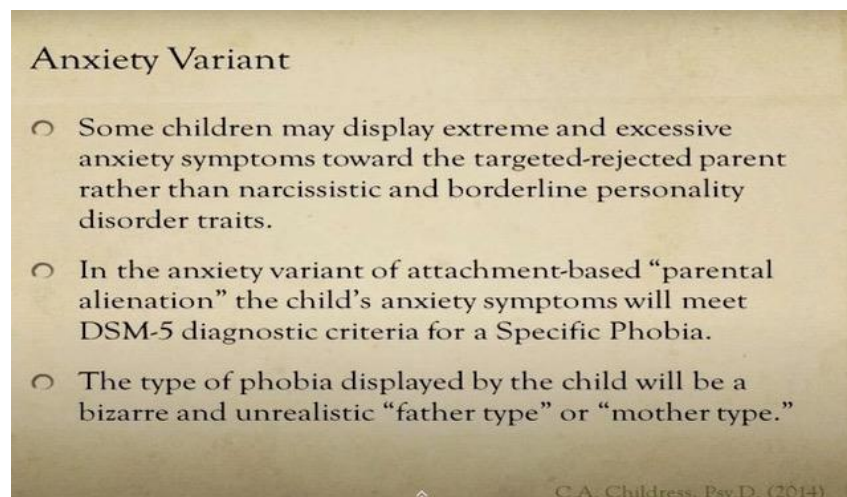 Anxiety Variant
Some children may display extreme and excessive
anxiety symptoms toward the targeted-rejected parent
rather than narcissistic and borderline personality
disorder traits.
In the anxiety variant of attachment-based “parental
alienation” the child’s anxiety symptoms will meet
DSM-5 diagnostic criteria for a Specific Phobia.
The type of phobia displayed by the child will be a
bizarre and unrealistic “father type” or “mother type.”
C.A. Childress, Psy.D. (2014)